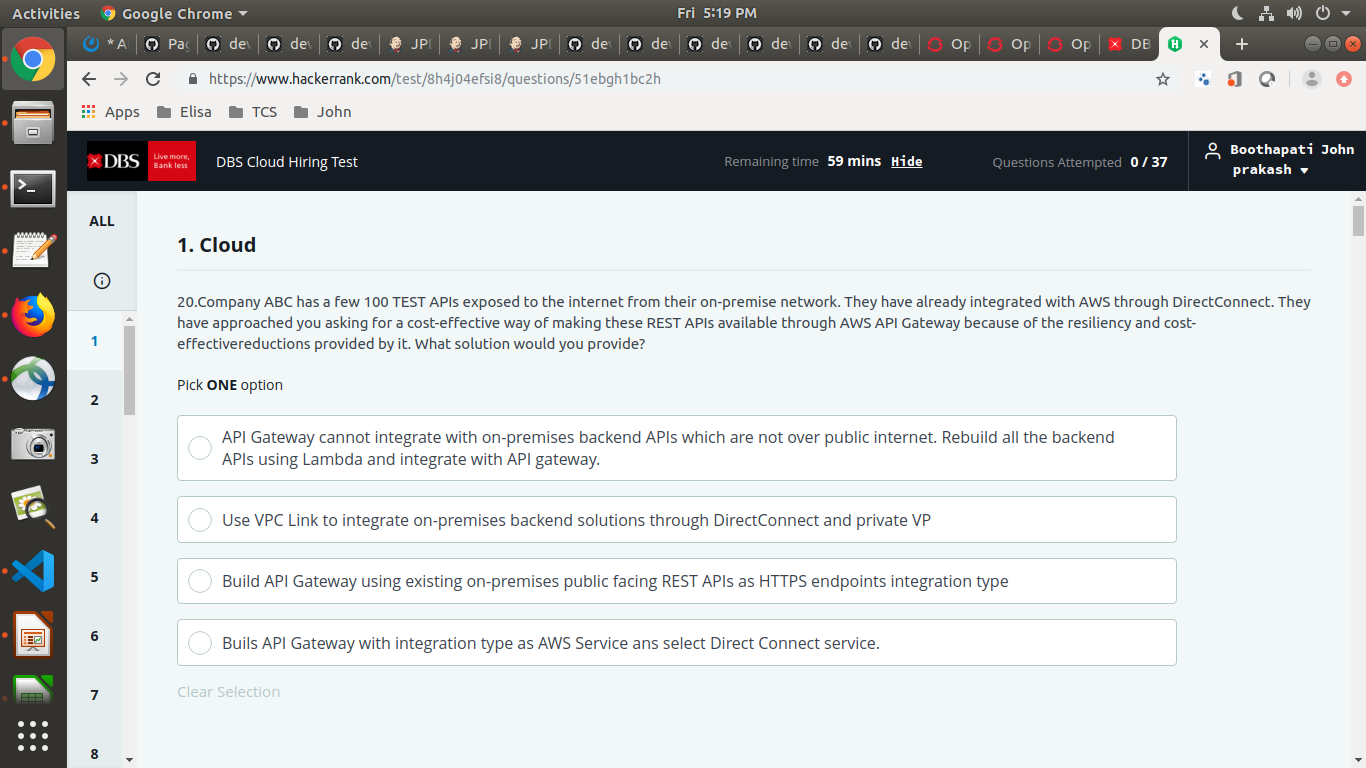 Activities Google Chrome Fri 5:19 PM
* A Pac dev dev dev JPI JPI JPI dev dev dev dev dev dev Op Op Op DB
https://www.hackerrank.com/test/8h4j04efsi8/questions/51ebgh1bc2h
Apps Elisa TCS John
DBS Live more, Bank less DBS Cloud Hiring Test Remaining time 59 mins Hide Questions Attempted 0 / 37 Boothapati John
prakash
ALL
1. Cloud
20.Company ABC has a few 100 TEST APIs exposed to the internet from their on-premise network. They have already integrated with AWS through DirectConnect. They
have approached you asking for a cost-effective way of making these REST APIs available through AWS API Gateway because of the resiliency and cost-
effectivereductions provided by it. What solution would you provide?
Pick ONE option
API Gateway cannot integrate with on-premises backend APIs which are not over public internet. Rebuild all the backend
APIs using Lambda and integrate with API gateway.
Use VPC Link to integrate on-premises backend solutions through DirectConnect and private VP
Build API Gateway using existing on-premises public facing REST APIs as HTTPS endpoints integration type
Buils API Gateway with integration type as AWS Service ans select Direct Connect service.
Clear Selection
1
2
3
4
5
6
7
8